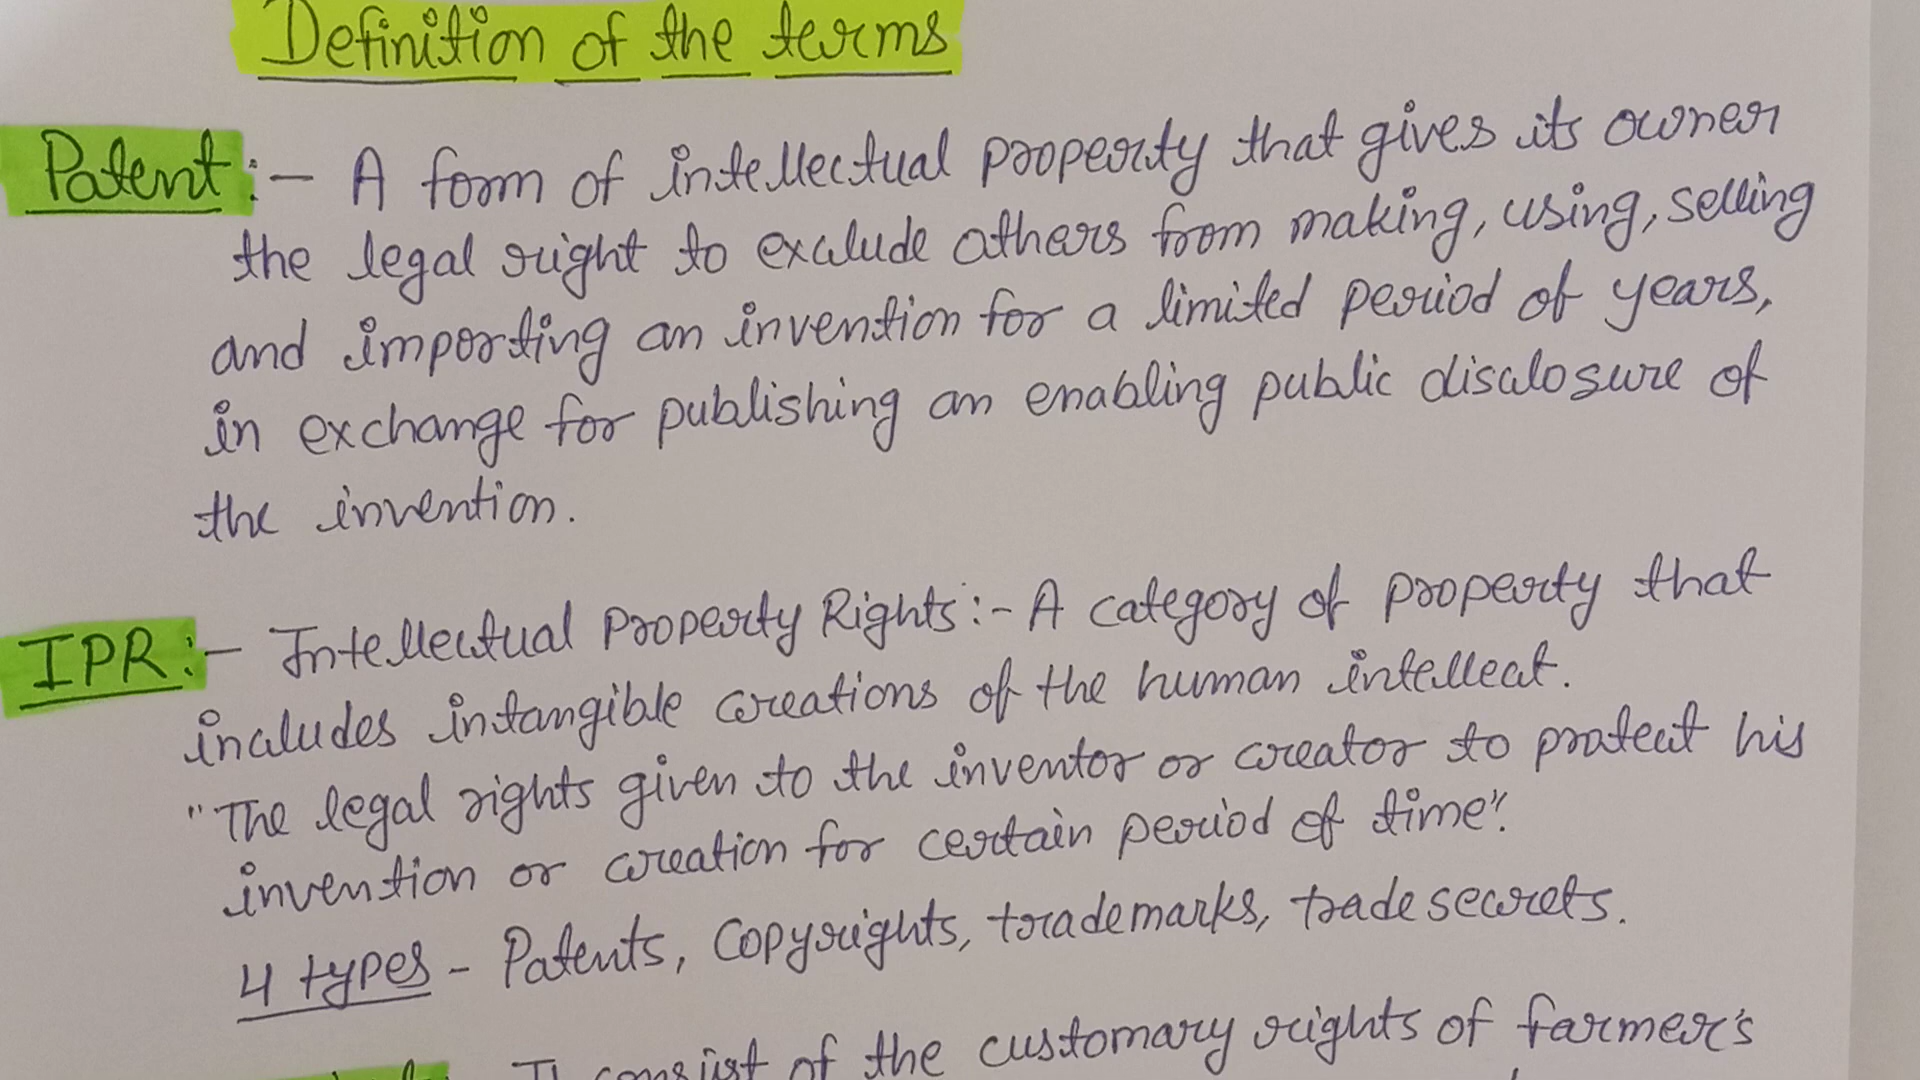 Definition of the terms
Patent :- A form of intellectual property that gives its owner
the legal right to exclude others from making, using, selling
and importing an invention for a limited period of years,
in exchange for publishing an enabling public disclosure of
the invention.
IPR :- Intellectual Property Rights :- A category of property that
includes intangible creations of the human intellect.
"The legal rights given to the inventor or creator to protect his
invention or creation for certain period of time".
4 types - Patents, Copyrights, trademarks, trade secrets.
It consist of the customary rights of farmer's